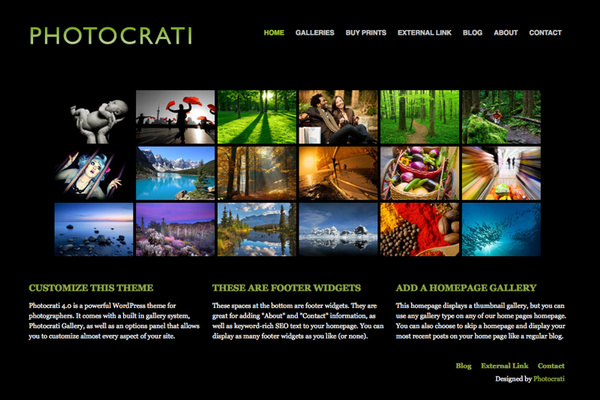 PHOTOCRATI
HOME GALLERIES BUY PRINTS EXTERNAL LINK BLOG ABOUT CONTACT
CUSTOMIZE THIS THEME
Photocrati 4.0 is a powerful WordPress theme for
photographers. It comes with a built in gallery system,
Photocrati Gallery, as well as an options panel that allows
you to customize almost every aspect of your site.
THESE ARE FOOTER WIDGETS
These spaces at the bottom are footer widgets. They are
great for adding "About" and "Contact" information, as
well as keyword-rich SEO text to your homepage. You can
display as many footer widgets as you like (or none).
ADD A HOMEPAGE GALLERY
This homepage displays a thumbnail gallery, but you can
use any gallery type on any of our home pages homepage.
You can also choose to skip a homepage and display your
most recent posts on your home page like a regular blog.
Blog External Link Contact
Designed by Photocrati